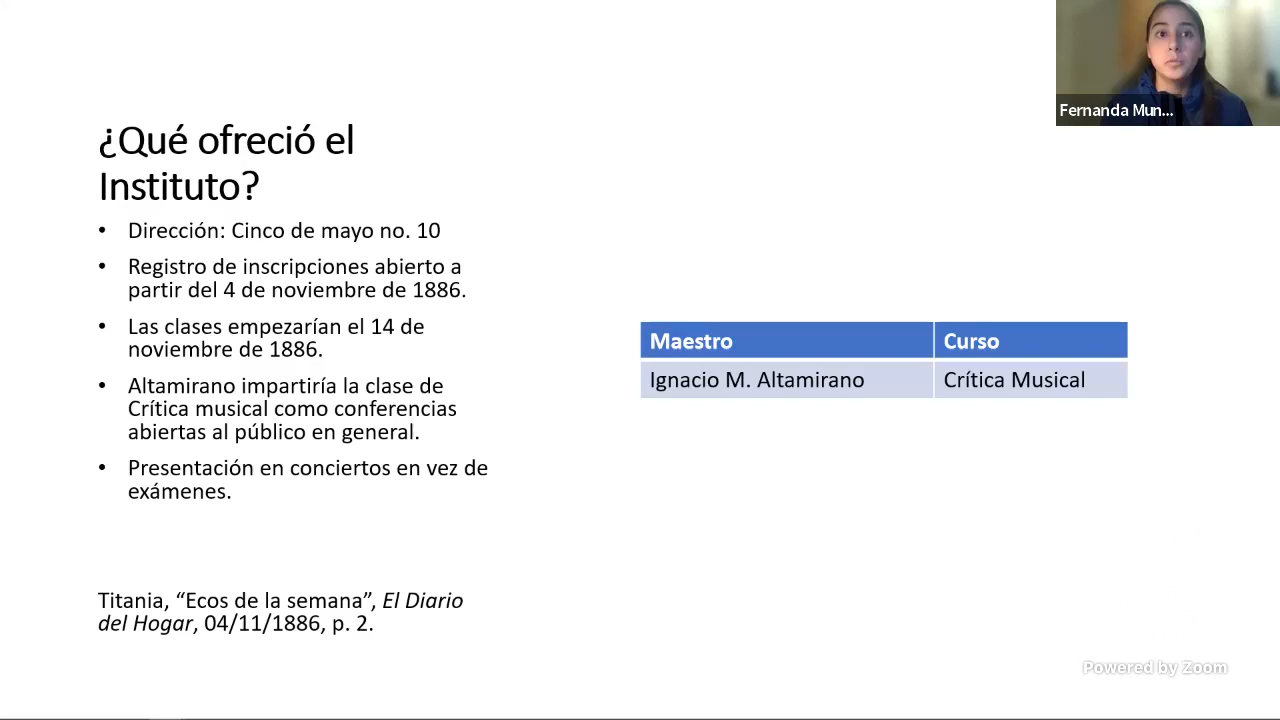 ¿Qué ofreció el
Instituto?
• Dirección: Cinco de mayo no. 10
• Registro de inscripciones abierto a
partir del 4 de noviembre de 1886.
• Las clases empezarían el 14 de
noviembre de 1886.
• Altamirano impartiría la clase de
Crítica musical como conferencias
abiertas al público en general.
• Presentación en conciertos en vez de
exámenes.
Titania, “Ecos de la semana”, El Diario
del Hogar, 04/11/1886, p. 2.
Maestro Curso
Ignacio M. Altamirano Crítica Musical
Fernanda Mun...
Powered by Zoom